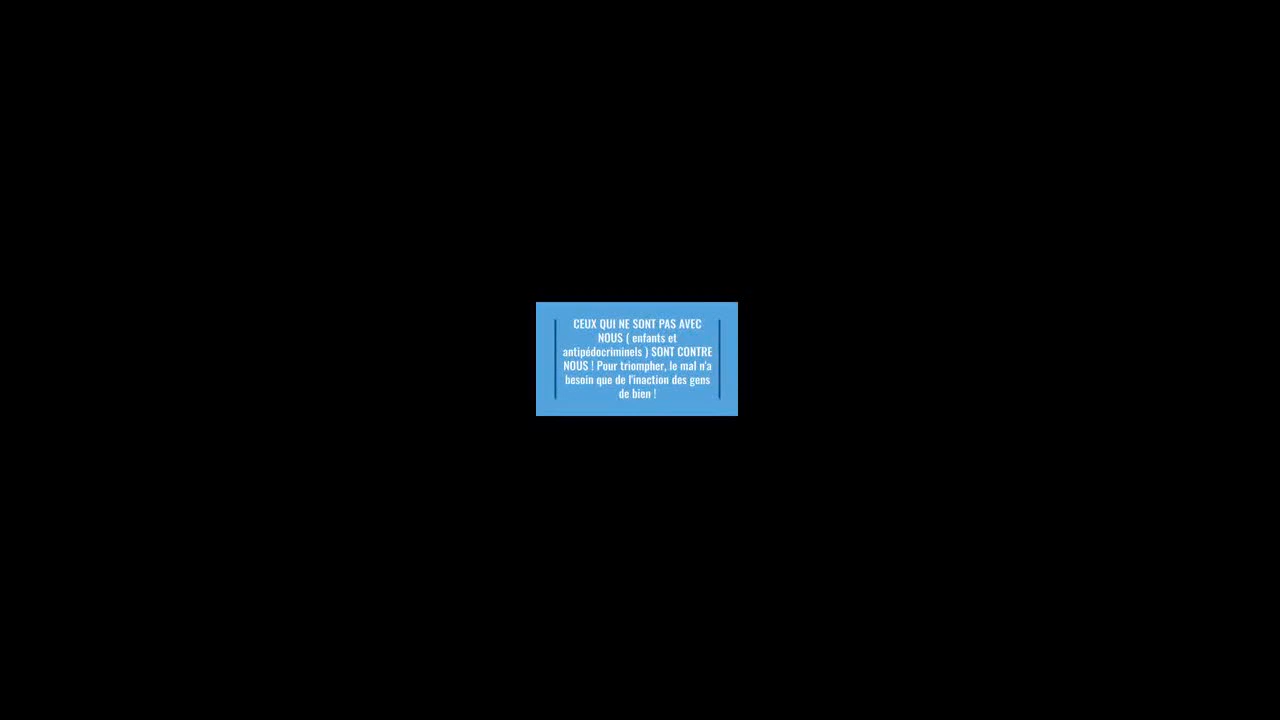 CEUX QUI NE SONT PAS AVEC
NOUS ( enfants et
antipédocriminels ) SONT CONTRE
NOUS ! Pour triompher, le mal n'a
besoin que de l'inaction des gens
de bien !